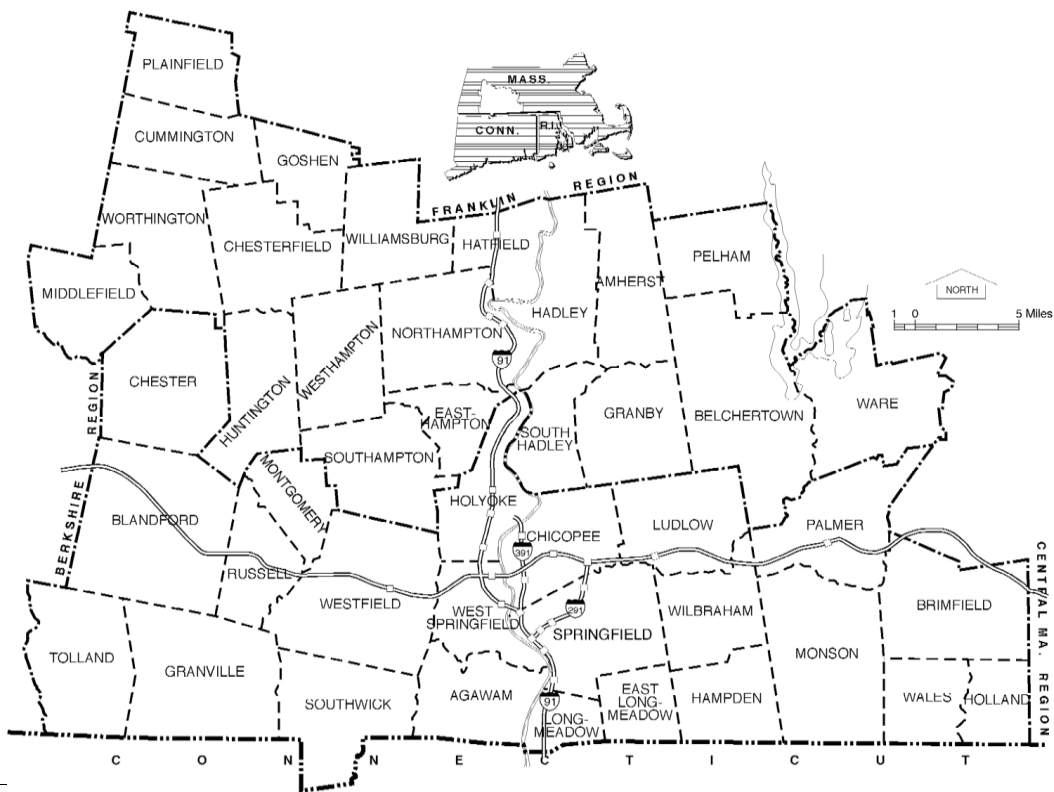 PLAINFIELD
MASS.
CUMMINGTON
CONN.
R.I.
GOSHEN
FRANKLIN REGION
WORTHINGTON
CHESTERFIELD
WILLIAMSBURG
HATFIELD
PELHAM
AMHERST
MIDDLEFIELD
NORTH
HADLEY
1 0 5 Miles
NORTHAMPTON
91
WESTHAMPTON
CHESTER
HUNTINGTON
EAST-
HAMPTON
GRANBY
BELCHERTOWN
WARE
SOUTH
HADLEY
SOUTHAMPTON
MONTGOMERY
BERKSHIRE REGION
HOLYOKE
BLANDFORD
CHICOPEE
LUDLOW
PALMER
391
RUSSELL
WESTFIELD
WEST
SPRINGFIELD
291
SPRINGFIELD
WILBRAHAM
BRIMFIELD
CENTRAL MA. REGION
TOLLAND
GRANVILLE
MONSON
SOUTHWICK
AGAWAM
91
LONG-
MEADOW
EAST
LONG-
MEADOW
HAMPDEN
WALES
HOLLAND
CONNECTICUT